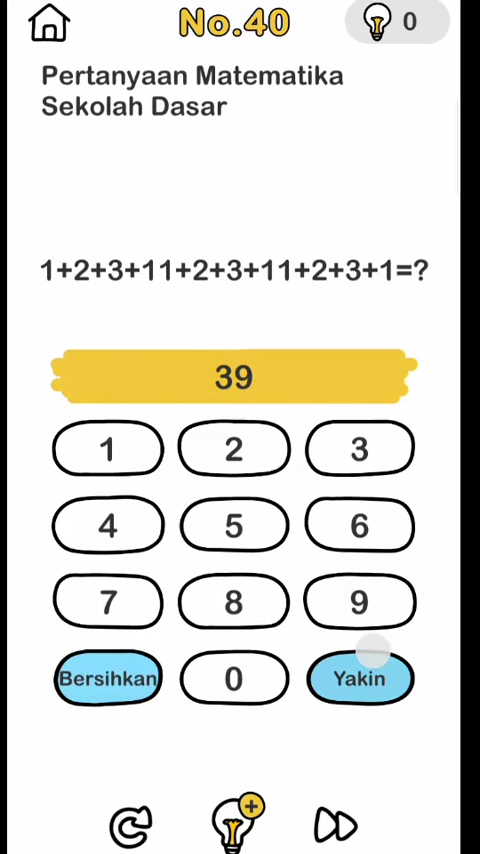 No.40
0
Pertanyaan Matematika
Sekolah Dasar
1+2+3+11+2+3+11+2+3+1=?
39
1 2 3
4 5 6
7 8 9
Bersihkan 0 Yakin
+